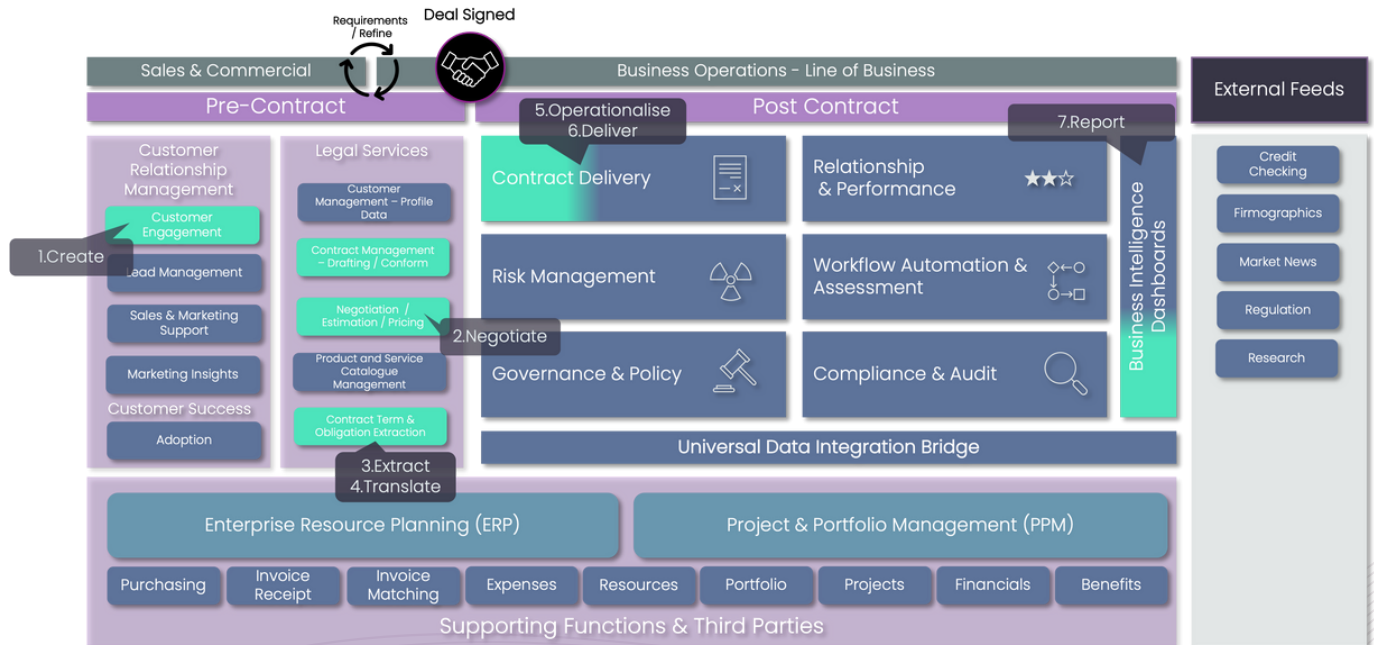 Requirements
/ Refine
Deal Signed
Sales & Commercial
Business Operations - Line of Business
External Feeds
Pre-Contract
Post Contract
5.Operationalise
6.Deliver
7.Report
Customer
Relationship
Management
Customer
Engagement
1.Create
Lead Management
Sales & Marketing
Support
Marketing Insights
Customer Success
Adoption
Legal Services
Customer
Management – Profile
Data
Contract Management
– Drafting / Conform
Negotiation /
Estimation / Pricing
2.Negotiate
Product and Service
Catalogue
Management
Contract Term &
Obligation Extraction
3.Extract
4.Translate
Contract Delivery
Relationship
& Performance
Risk Management
Workflow Automation &
Assessment
Governance & Policy
Compliance & Audit
Business Intelligence
Dashboards
Universal Data Integration Bridge
Credit
Checking
Firmographics
Market News
Regulation
Research
Enterprise Resource Planning (ERP)
Project & Portfolio Management (PPM)
Purchasing
Invoice
Receipt
Invoice
Matching
Expenses
Resources
Portfolio
Projects
Financials
Benefits
Supporting Functions & Third Parties